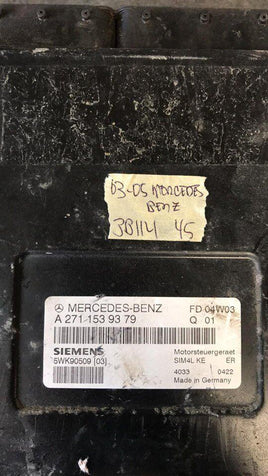 03-05 MORCEDES
BENZ
3B114 45
MERCEDES-BENZ FD 04W03
A 271 153 93 79 Q 01
SIEMENS Motorsteuergeraet
5WK90509 [03] SIM4L KE ER
4033 0422
Made in Germany